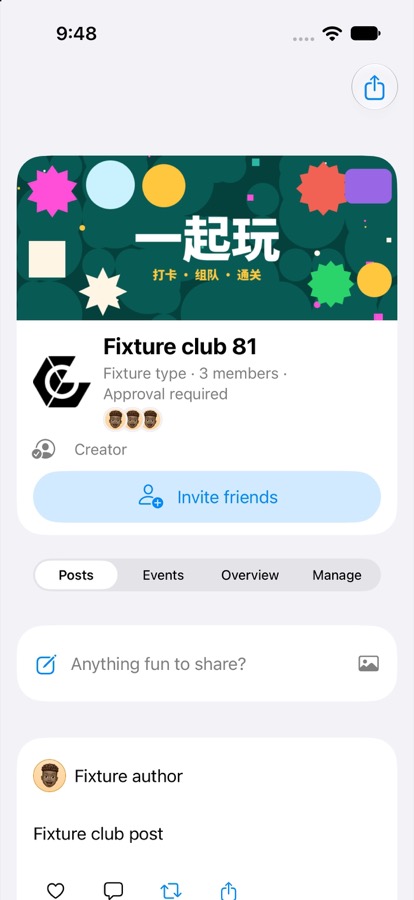 9:48
一起玩
打卡 • 组队 • 通关
Fixture club 81
Fixture type · 3 members ·
Approval required
Creator
Invite friends
Posts
Events
Overview
Manage
Anything fun to share?
Fixture author
Fixture club post